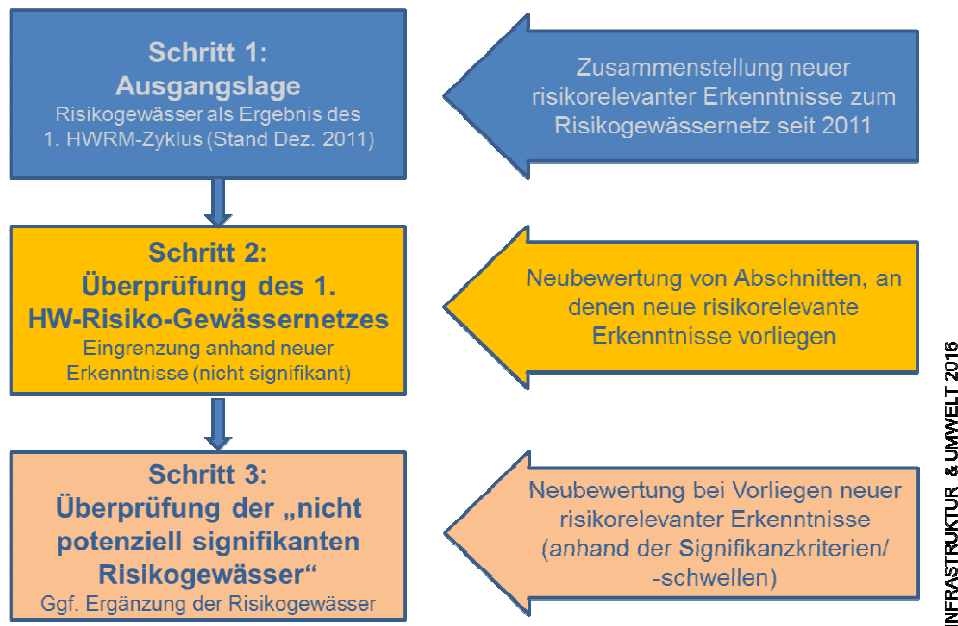 Schritt 1:
Ausgangslage
Risikogewässer als Ergebnis des
1. HWRM-Zyklus (Stand Dez. 2011)
Zusammenstellung neuer
risikorelevanter Erkenntnisse zum
Risikogewässernetz seit 2011
Schritt 2:
Überprüfung des 1.
HW-Risiko-Gewässernetzes
Eingrenzung anhand neuer
Erkenntnisse (nicht signifikant)
Neubewertung von Abschnitten, an
denen neue risikorelevante
Erkenntnisse vorliegen
Schritt 3:
Überprüfung der „nicht
potenziell signifikanten
Risikogewässer“
Ggf. Ergänzung der Risikogewässer
Neubewertung bei Vorliegen neuer
risikorelevanter Erkenntnisse
(anhand der Signifikanzkriterien/
-schwellen)
INFRASTRUKTUR & UMWELT 2016